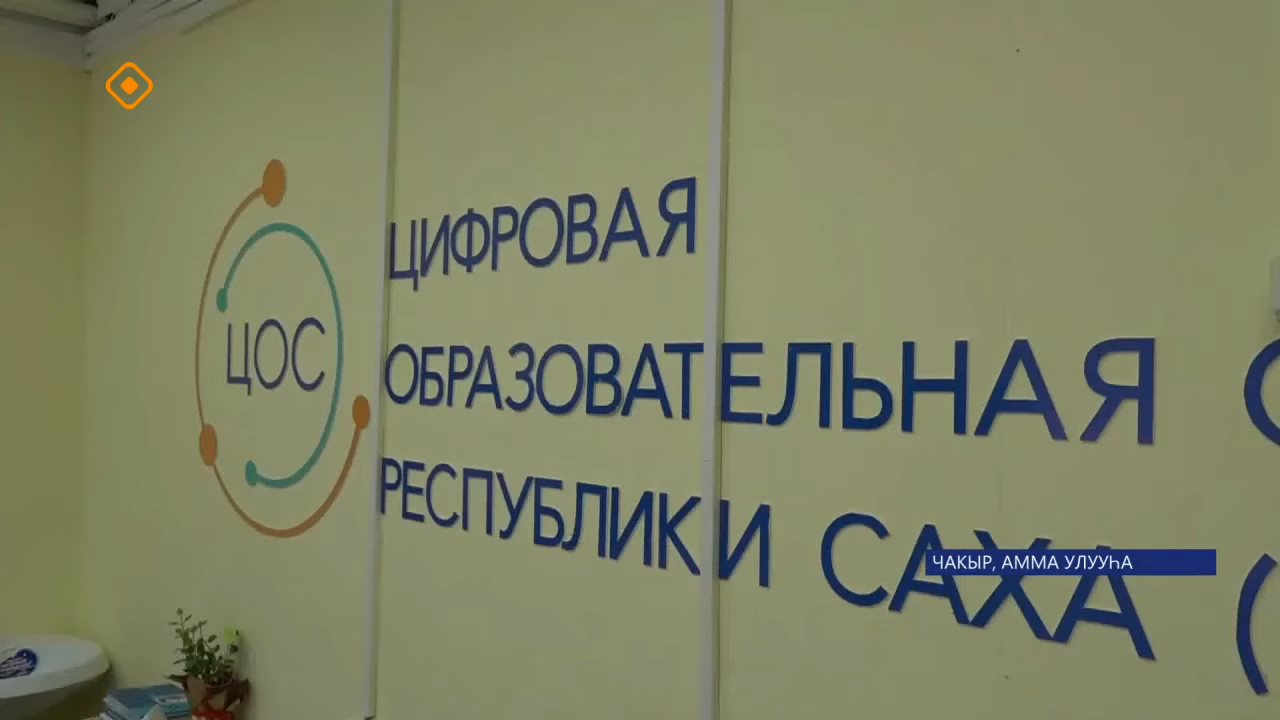 ЦОС
ЦИФРОВАЯ
ОБРАЗОВАТЕЛЬНАЯ
РЕСПУБЛИКИ САХА (
ЧАКЫР, АММА УЛУУҺА